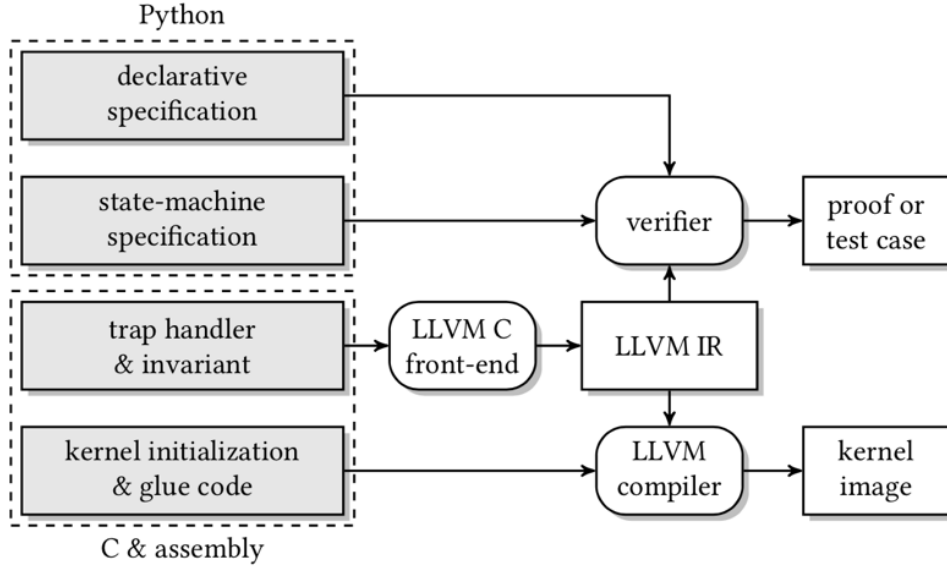 Python
declarative
specification
state-machine
specification
verifier
proof or
test case
trap handler
& invariant
LLVM C
front-end
LLVM IR
kernel initialization
& glue code
LLVM
compiler
kernel
image
C & assembly